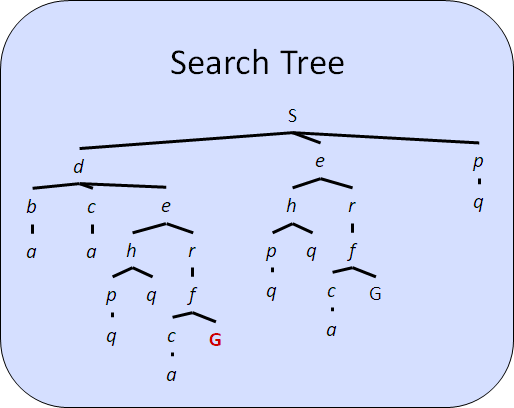 Search Tree
S
d e p
b c e h r q
a a h r p q f
p q f q c G
q c G a
a